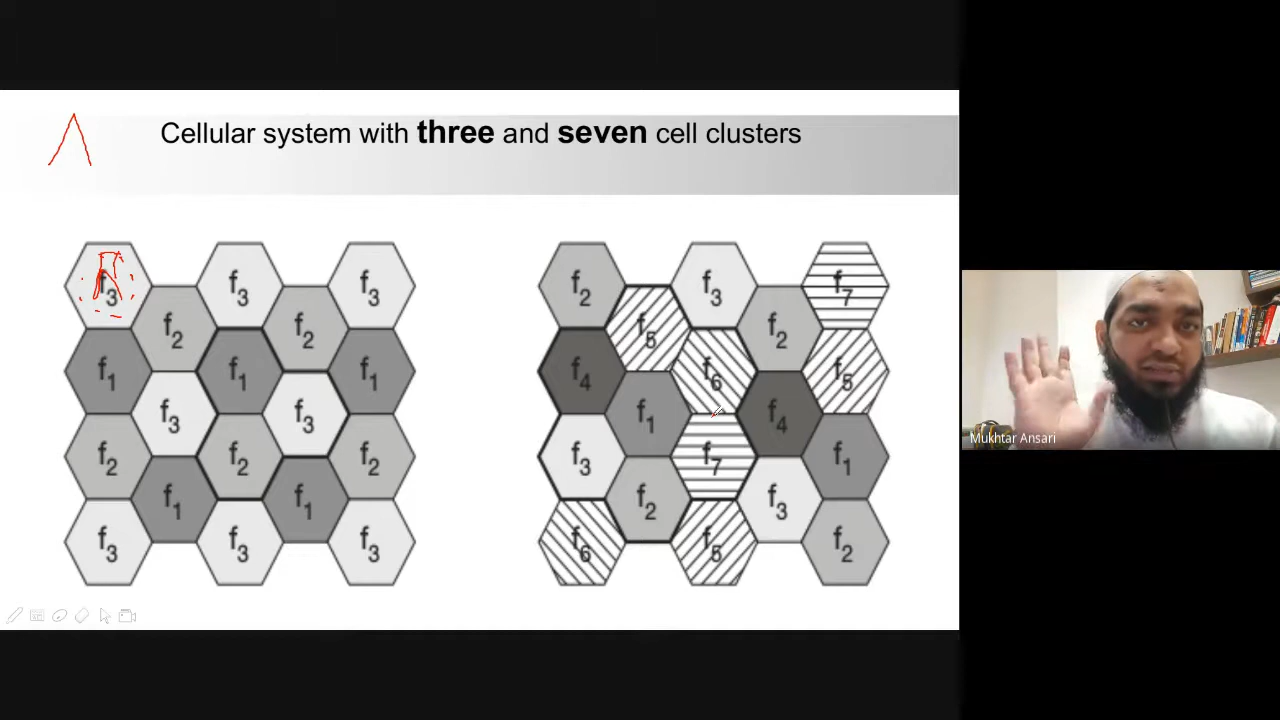 Cellular system with three and seven cell clusters
f3 f3 f3
f2 f2
f1 f1 f1
f3 f3
f2 f2 f2
f1 f1
f3 f3 f3
f2 f3 f7
f5 f2
f4 f6 f5
f1 f4
f3 f7 f1
f2 f3
f6 f5 f2
Mukhtar Ansari